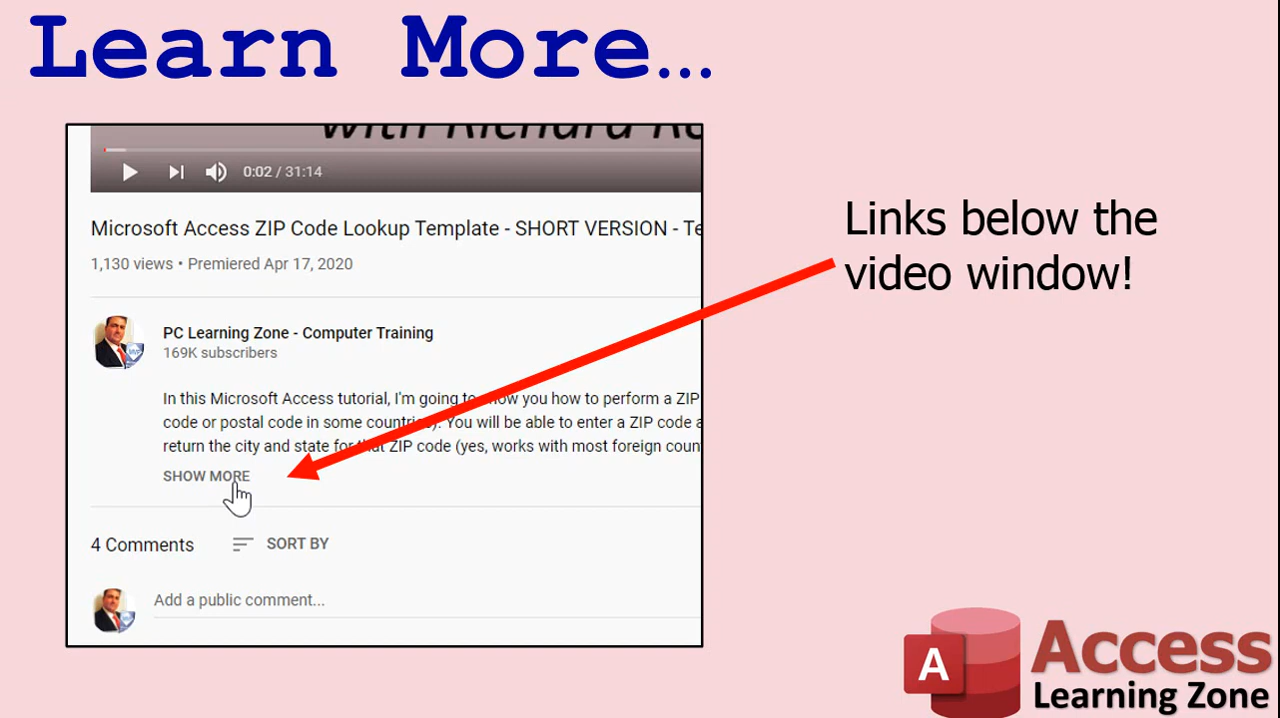 Learn More...
with Richard
0:02 / 31:14
Microsoft Access ZIP Code Lookup Template - SHORT VERSION -
1,130 views • Premiered Apr 17, 2020
PC Learning Zone - Computer Training
169K subscribers
In this Microsoft Access tutorial, I'm going to show you how to perform a ZIP
code or postal code in some countries). You will be able to enter a ZIP code a
return the city and state for that ZIP code (yes, works with most foreign coun
SHOW MORE
4 Comments
SORT BY
Add a public comment...
Links below the
video window!
A
Access
Learning Zone